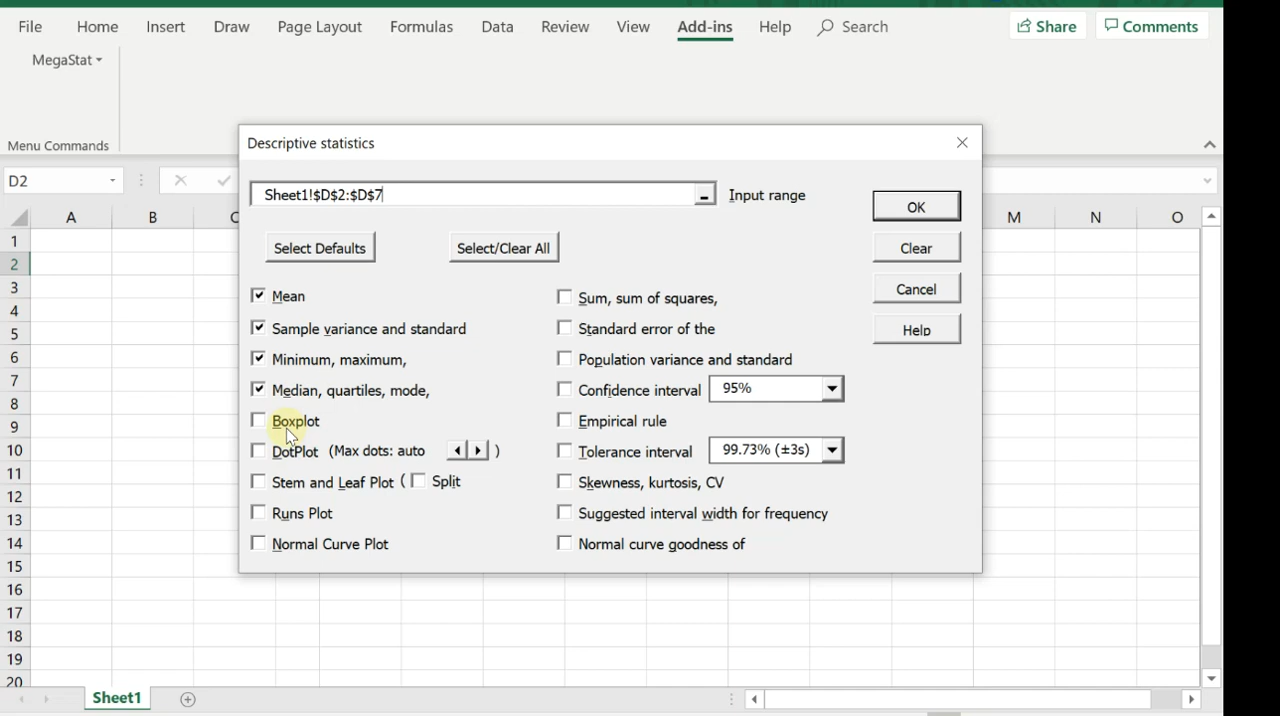 File Home Insert Draw Page Layout Formulas Data Review View Add-ins Help Search Share Comments
MegaStat
Menu Commands
Descriptive statistics
D2
Sheet1!$D$2:$D$7 Input range OK
Select Defaults Select/Clear All Clear
Cancel
Help
Mean Sum, sum of squares,
Sample variance and standard Standard error of the
Minimum, maximum, Population variance and standard
Median, quartiles, mode, Confidence interval 95%
Boxplot Empirical rule
DotPlot (Max dots: auto ) Tolerance interval 99.73% (±3s)
Stem and Leaf Plot ( Split Skewness, kurtosis, CV
Runs Plot Suggested interval width for frequency
Normal Curve Plot Normal curve goodness of
A B C M N O
1
2
3
4
5
6
7
8
9
10
11
12
13
14
15
16
17
18
19
20
Sheet1